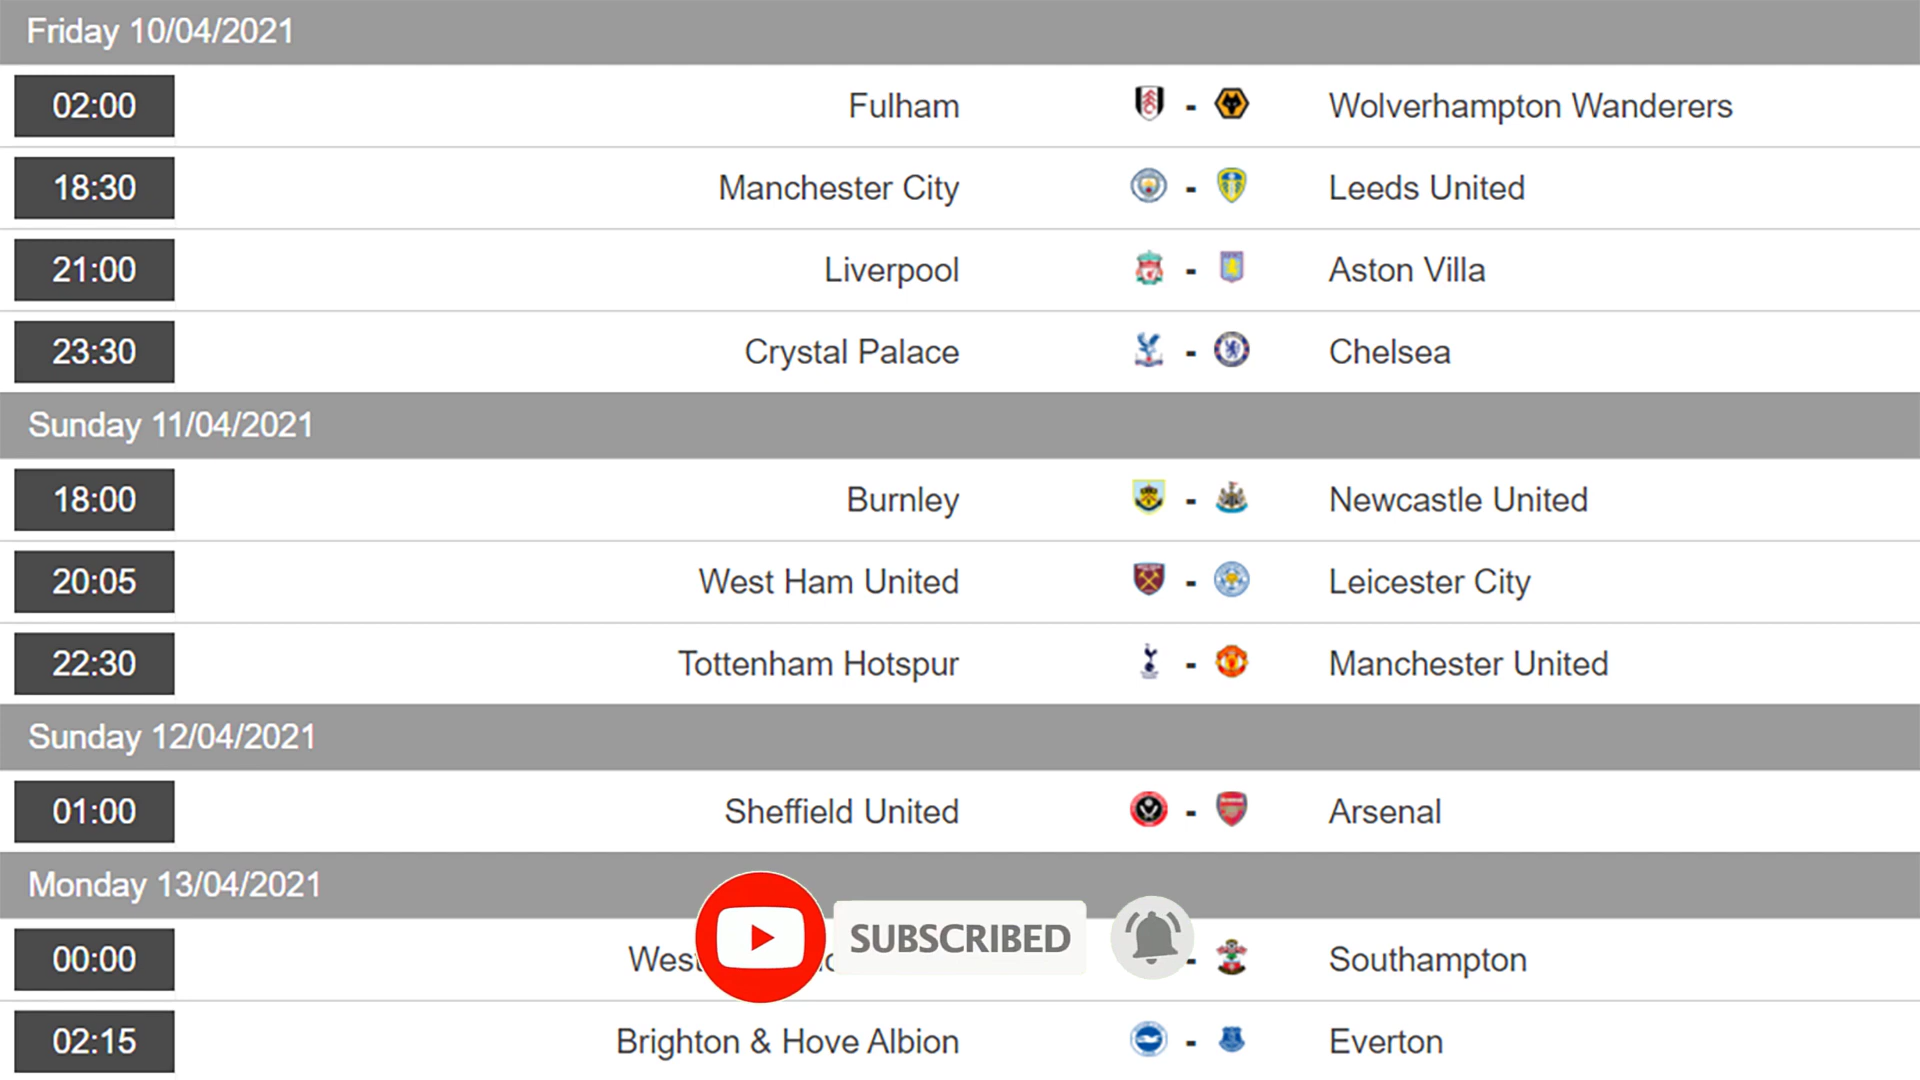 Friday 10/04/2021
02:00 Fulham - Wolverhampton Wanderers
18:30 Manchester City - Leeds United
21:00 Liverpool - Aston Villa
23:30 Crystal Palace - Chelsea
Sunday 11/04/2021
18:00 Burnley - Newcastle United
20:05 West Ham United - Leicester City
22:30 Tottenham Hotspur - Manchester United
Sunday 12/04/2021
01:00 Sheffield United - Arsenal
Monday 13/04/2021
00:00 West - Southampton
SUBSCRIBED
02:15 Brighton & Hove Albion - Everton